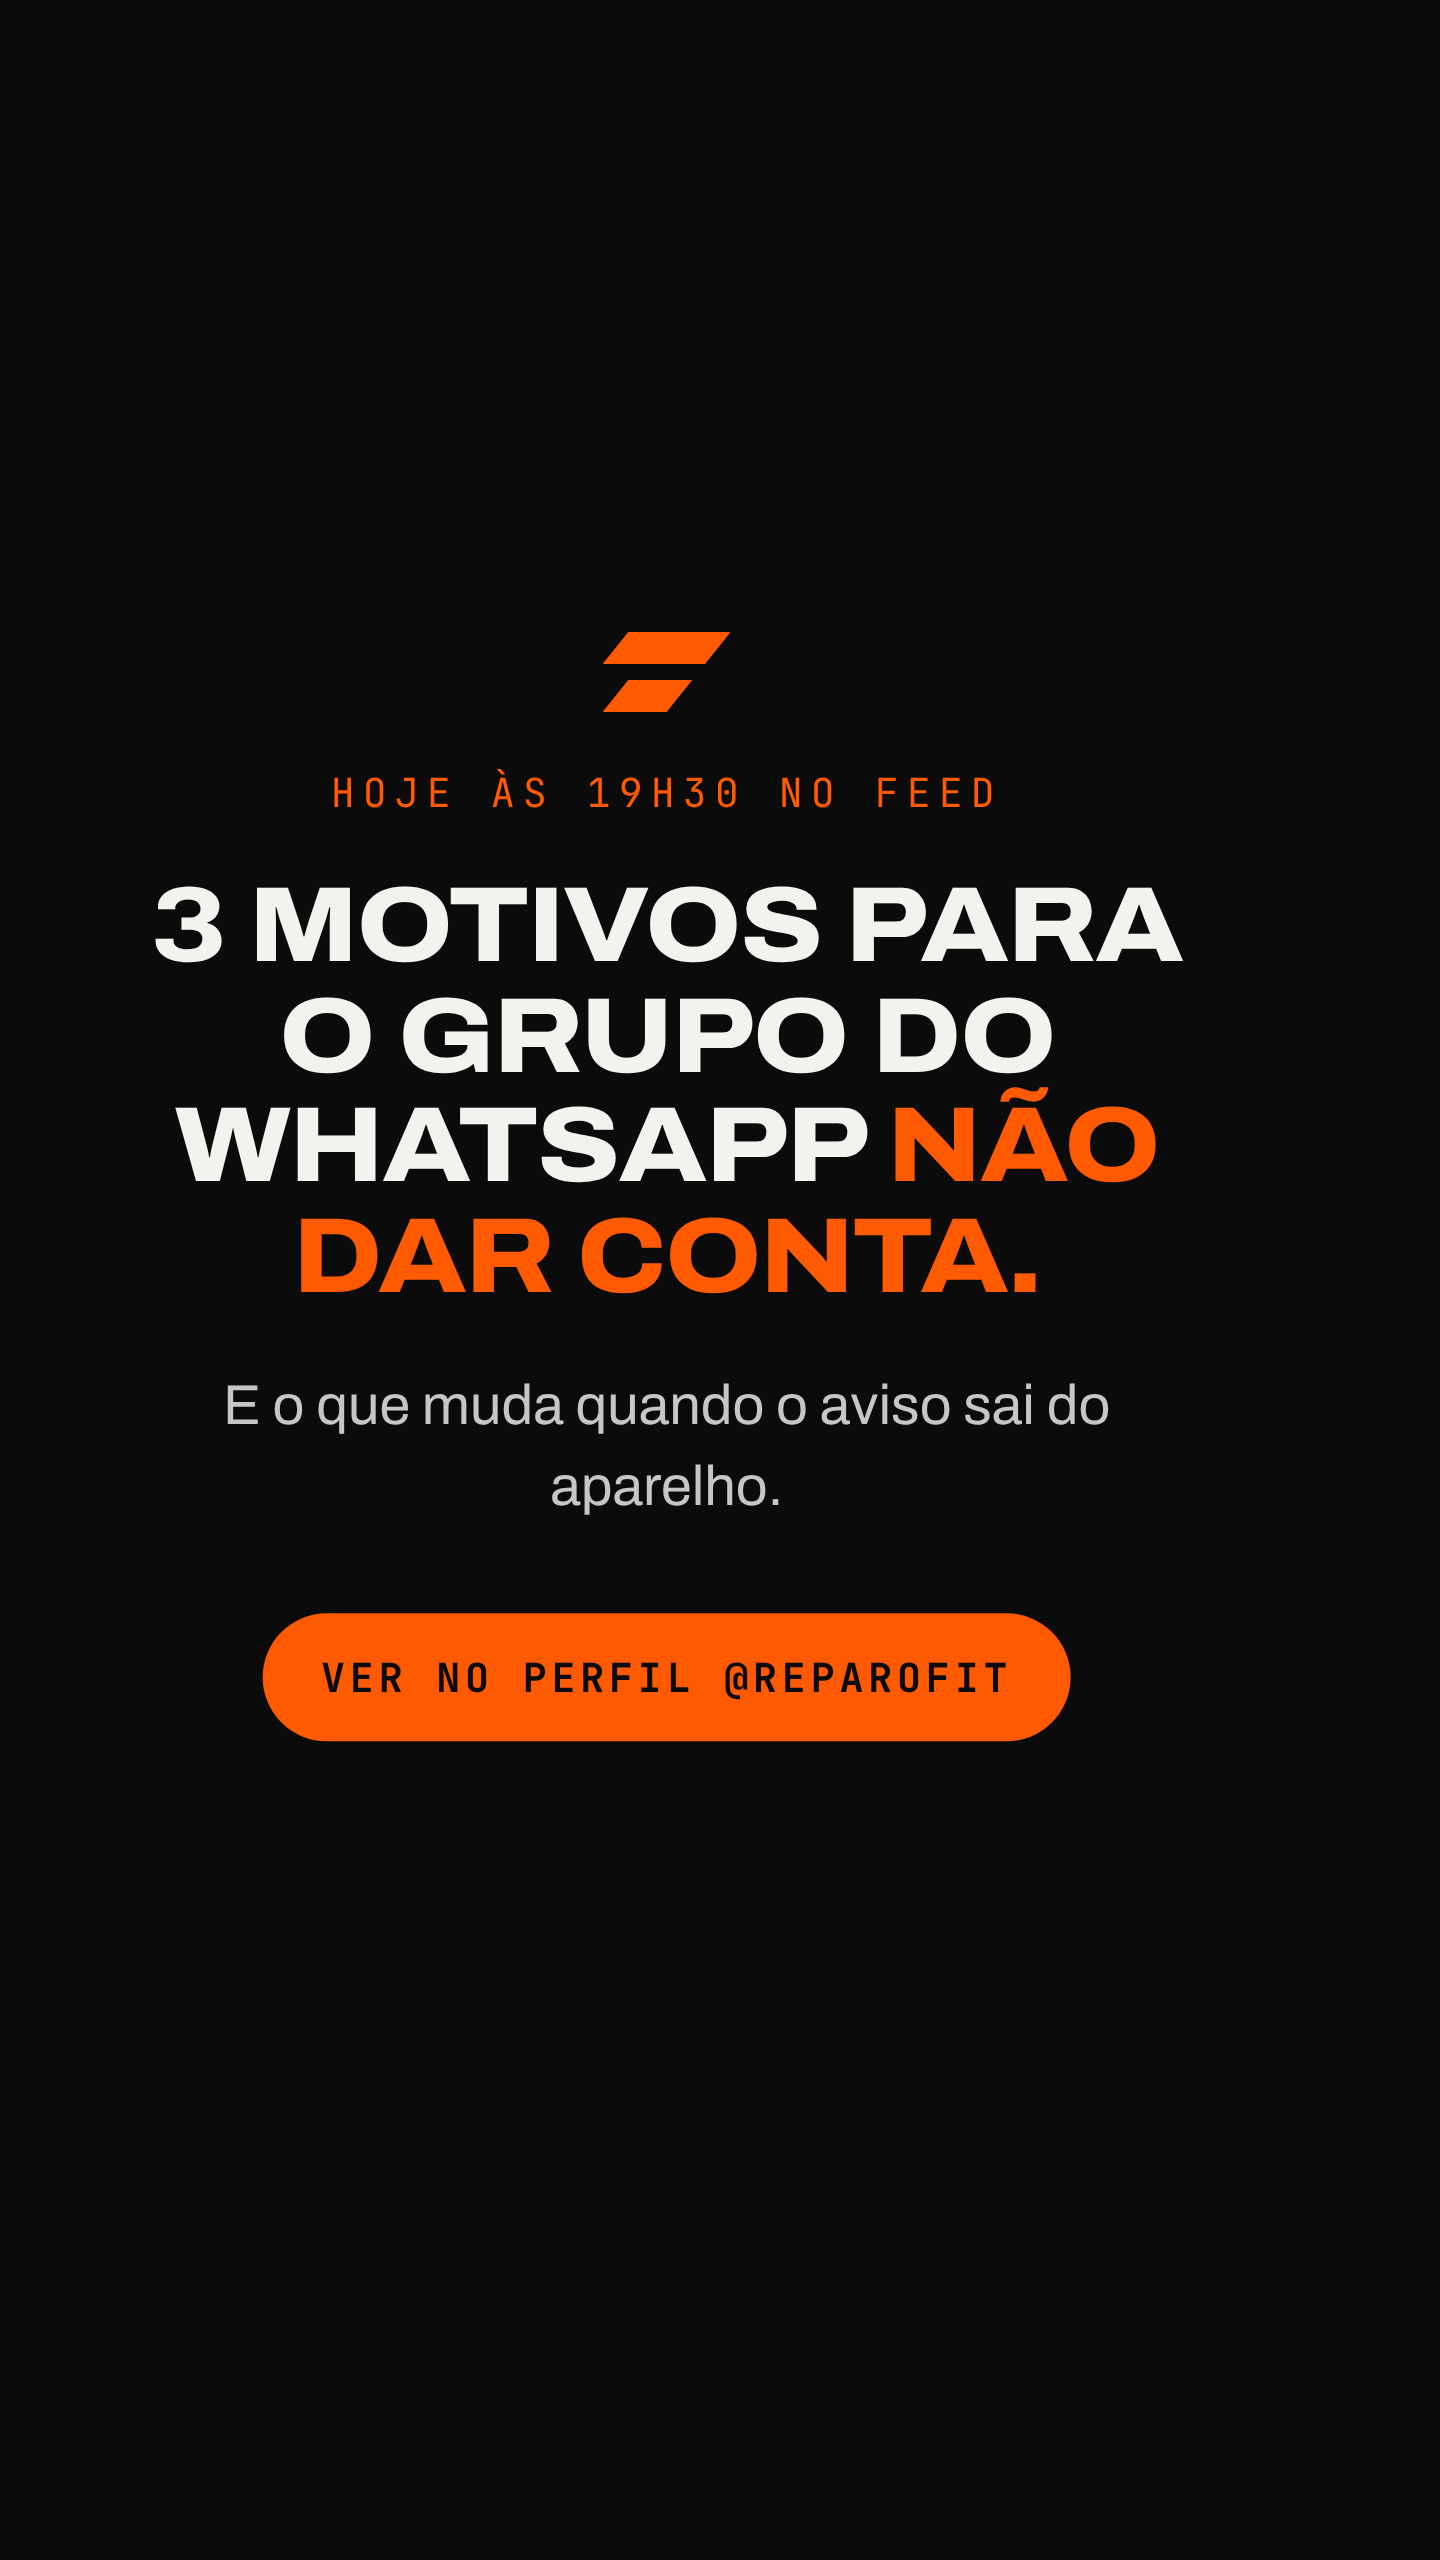 HOJE ÀS 19H30 NO FEED
3 MOTIVOS PARA
O GRUPO DO
WHATSAPP NÃO
DAR CONTA.
E o que muda quando o aviso sai do
aparelho.
VER NO PERFIL @REPAROFIT